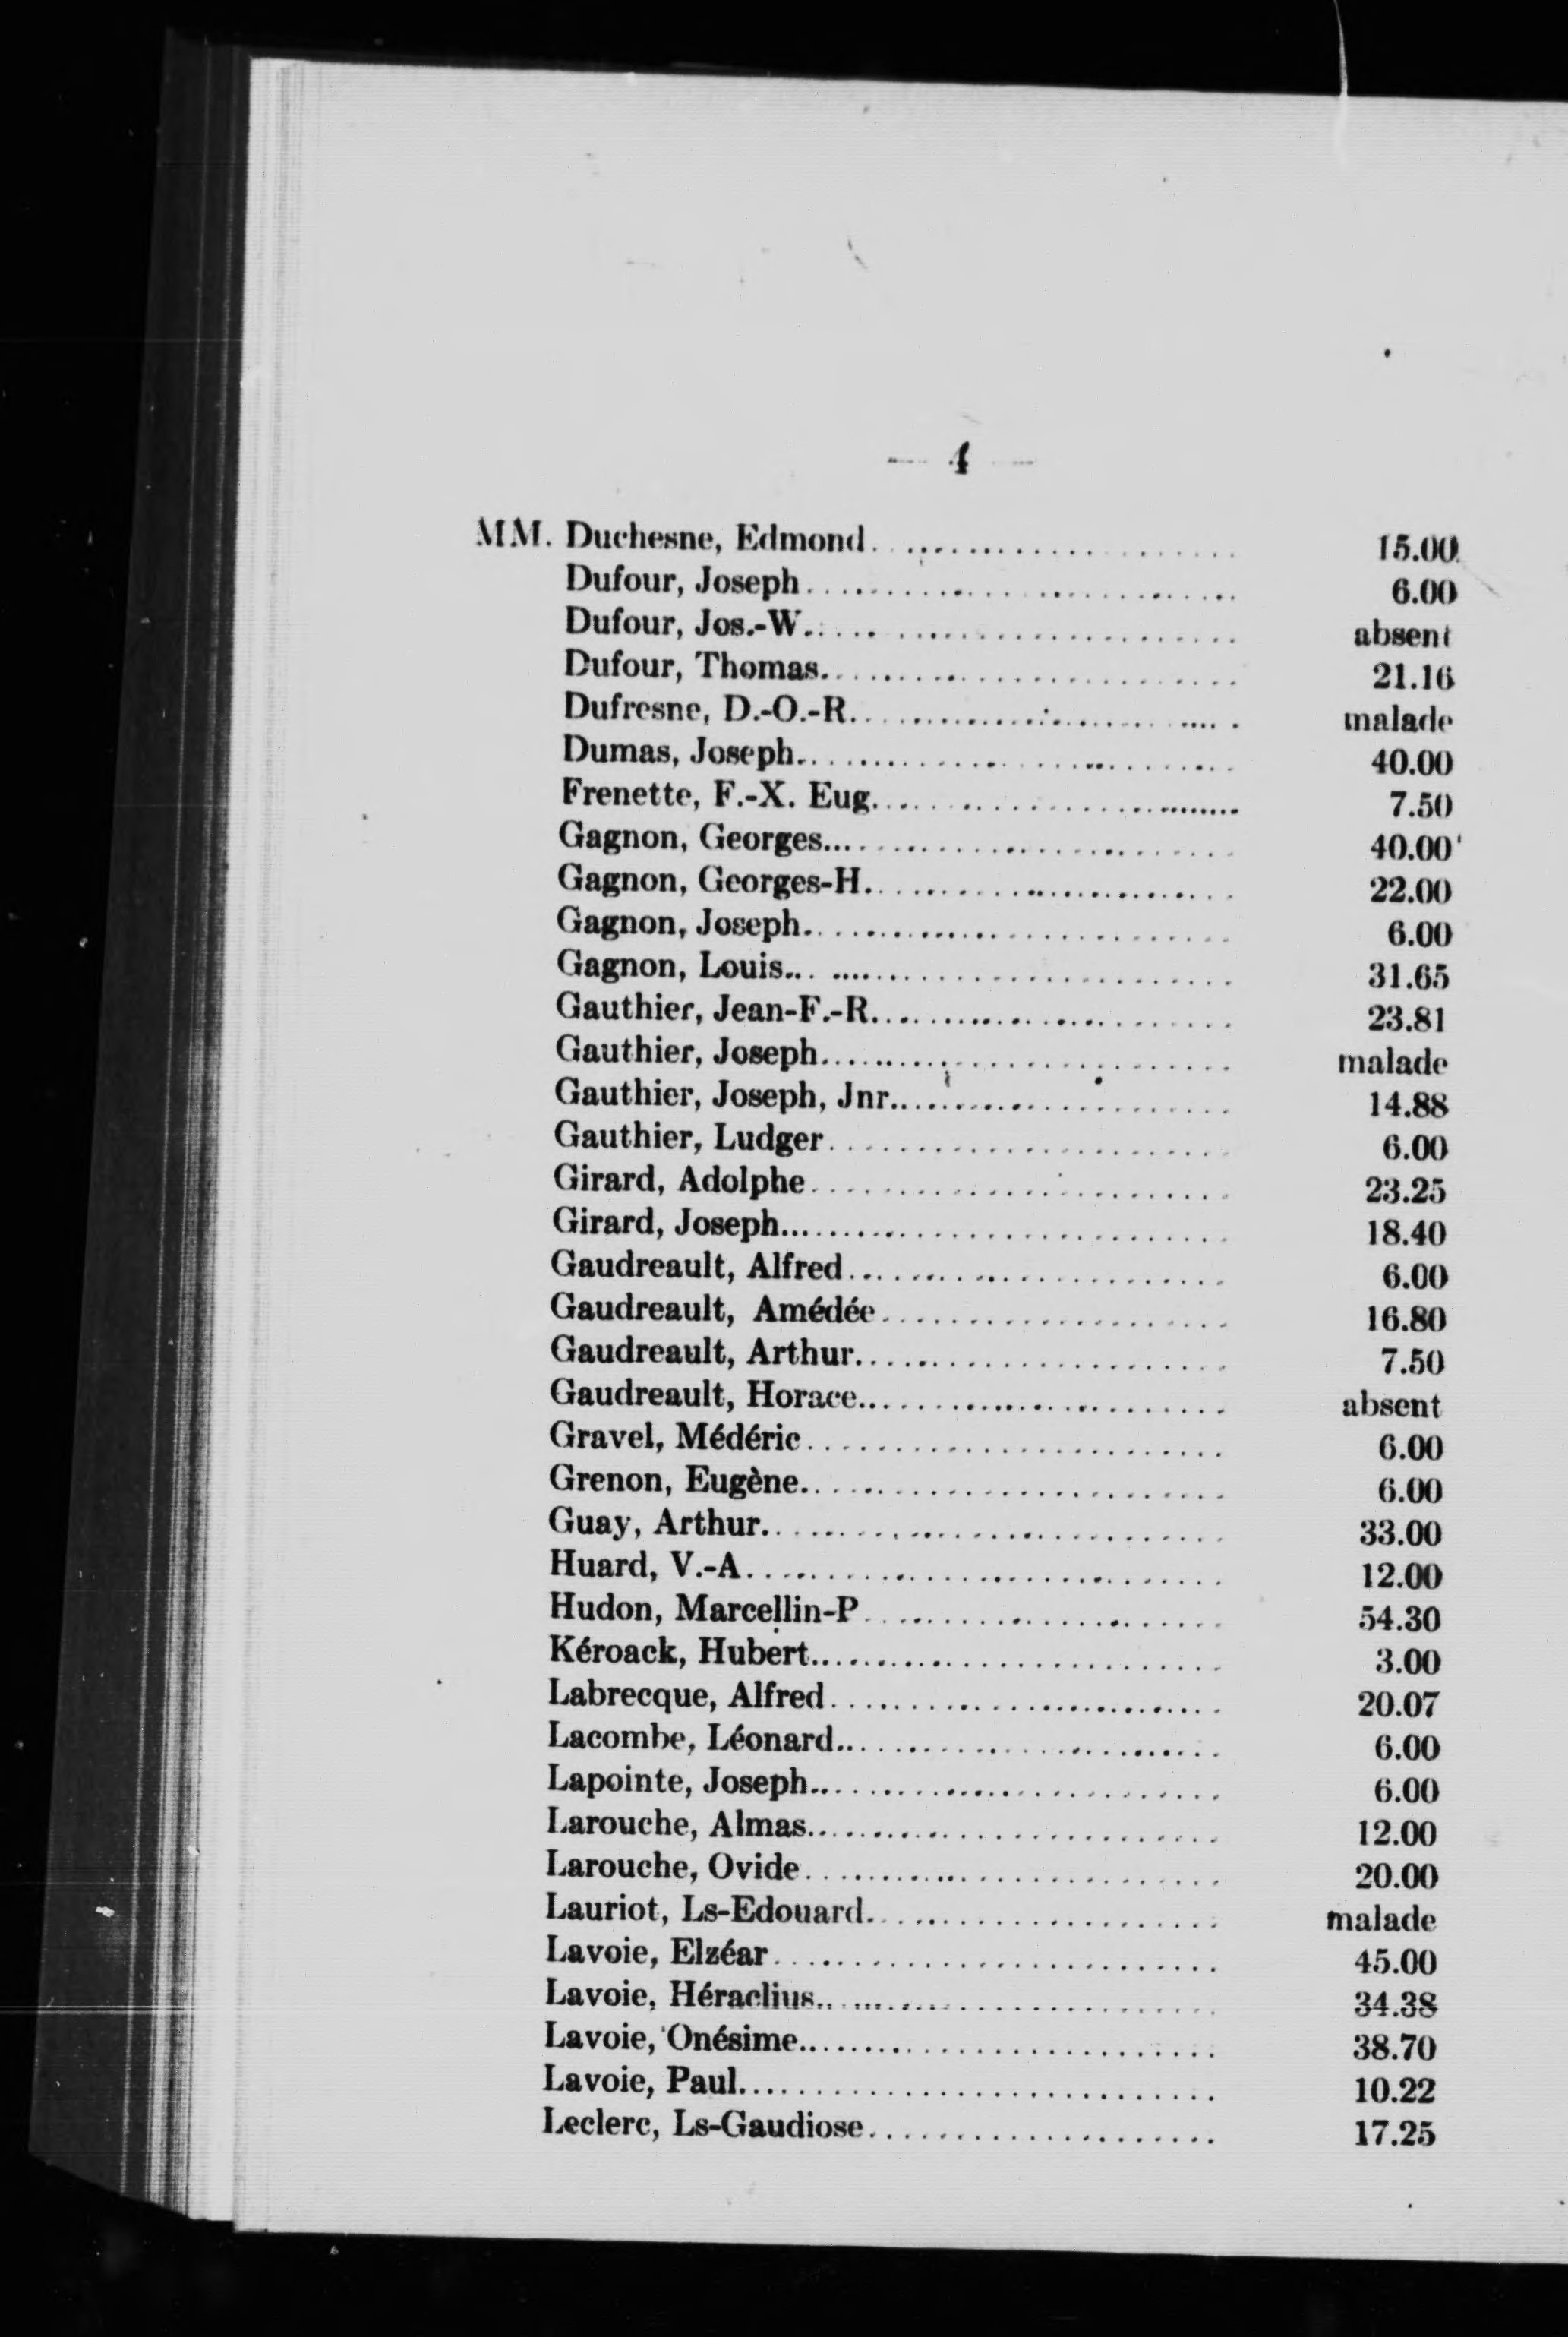 — 4 —
MM. Duchesne, Edmond.............................. 15.00
Dufour, Joseph.............................. 6.00
Dufour, Jos.-W.............................. absent
Dufour, Thomas.............................. 21.16
Dufresne, D.-O.-R.............................. malade
Dumas, Joseph.............................. 40.00
Frenette, F.-X. Eug.............................. 7.50
Gagnon, Georges.............................. 40.00
Gagnon, Georges-H.............................. 22.00
Gagnon, Joseph.............................. 6.00
Gagnon, Louis.............................. 31.65
Gauthier, Jean-F.-R.............................. 23.81
Gauthier, Joseph.............................. malade
Gauthier, Joseph, Jnr.............................. 14.88
Gauthier, Ludger.............................. 6.00
Girard, Adolphe.............................. 23.25
Girard, Joseph.............................. 18.40
Gaudreault, Alfred.............................. 6.00
Gaudreault, Amédée.............................. 16.80
Gaudreault, Arthur.............................. 7.50
Gaudreault, Horace.............................. absent
Gravel, Médéric.............................. 6.00
Grenon, Eugène.............................. 6.00
Guay, Arthur.............................. 33.00
Huard, V.-A.............................. 12.00
Hudon, Marcellin-P.............................. 54.30
Kéroack, Hubert.............................. 3.00
Labrecque, Alfred.............................. 20.07
Lacombe, Léonard.............................. 6.00
Lapointe, Joseph.............................. 6.00
Larouche, Almas.............................. 12.00
Larouche, Ovide.............................. 20.00
Lauriot, Ls-Edouard.............................. malade
Lavoie, Elzéar.............................. 45.00
Lavoie, Héraclius.............................. 34.38
Lavoie, Onésime.............................. 38.70
Lavoie, Paul.............................. 10.22
Leclerc, Ls-Gaudiose.............................. 17.25